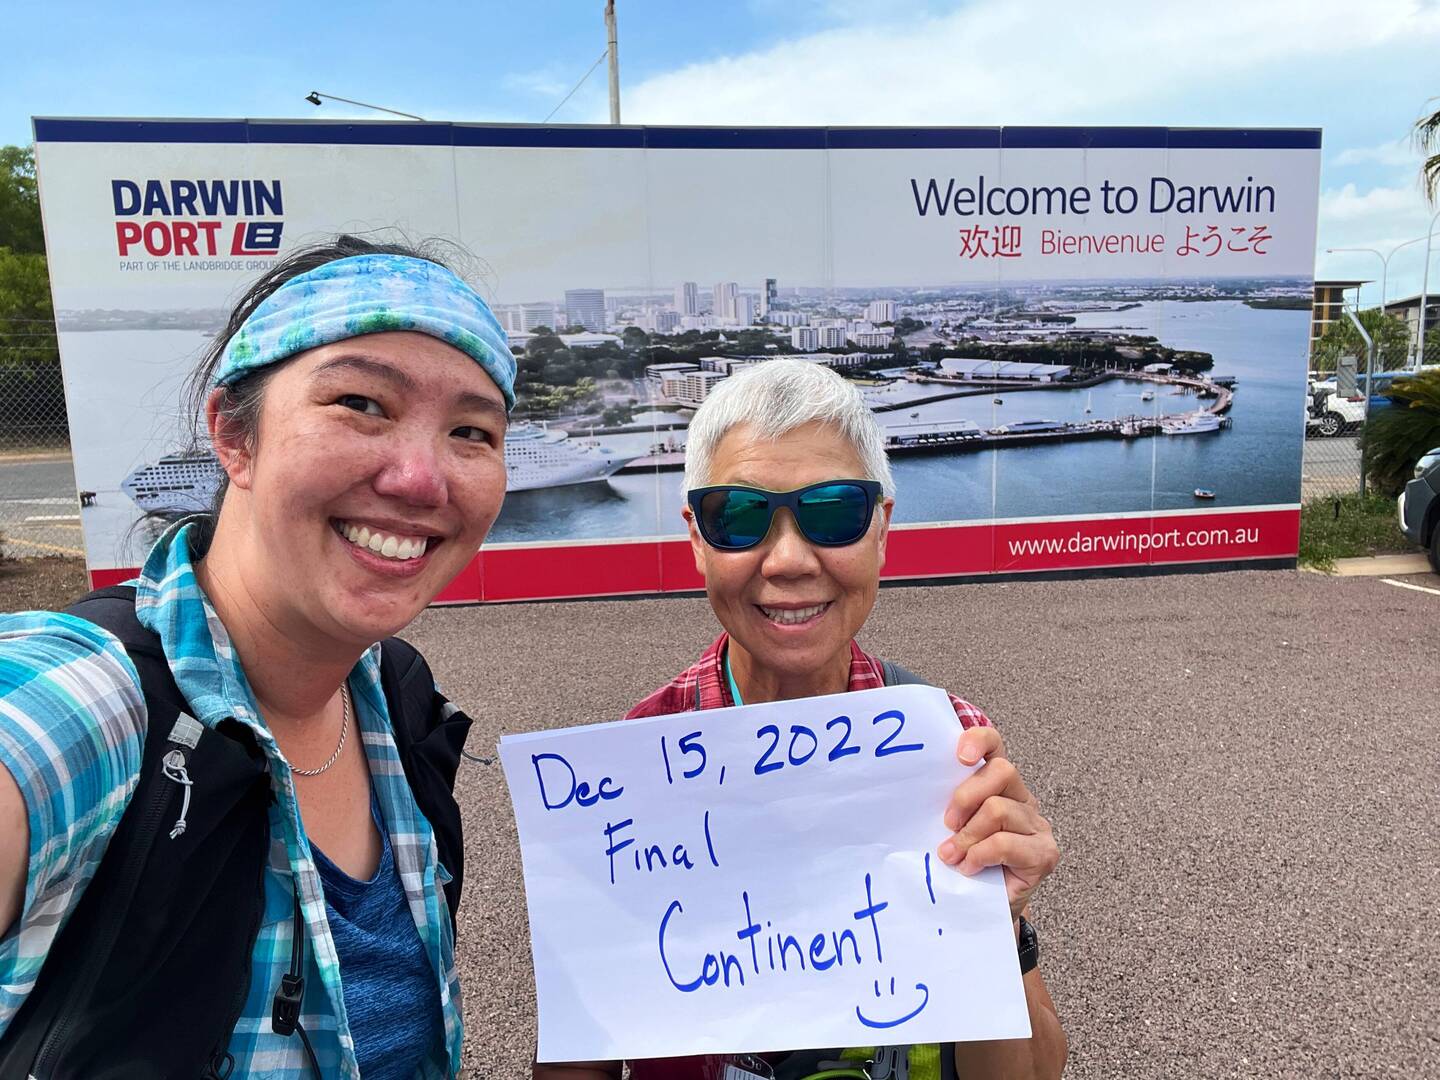 DARWIN
PORT LB
PART OF THE LANDBRIDGE GROUP
Welcome to Darwin
欢迎 Bienvenue ようこそ
www.darwinport.com.au
Dec 15, 2022
Final
Continent!